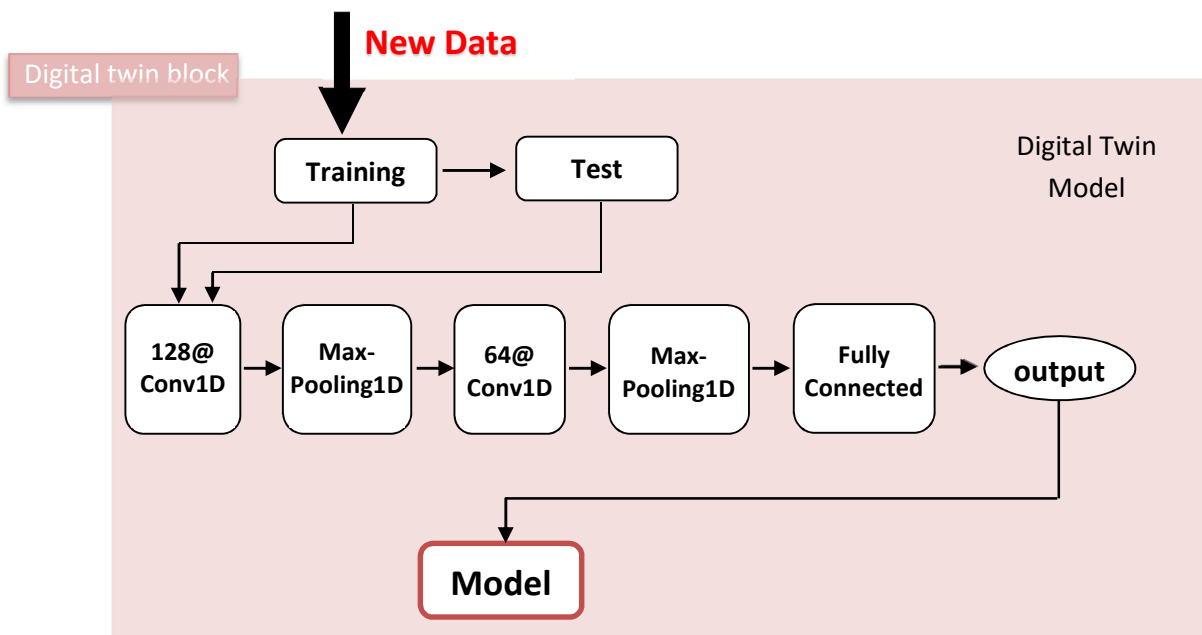 New Data
Digital twin block
Training
Test
Digital Twin
Model
128@
Conv1D
Max-
Pooling1D
64@
Conv1D
Max-
Pooling1D
Fully
Connected
output
Model